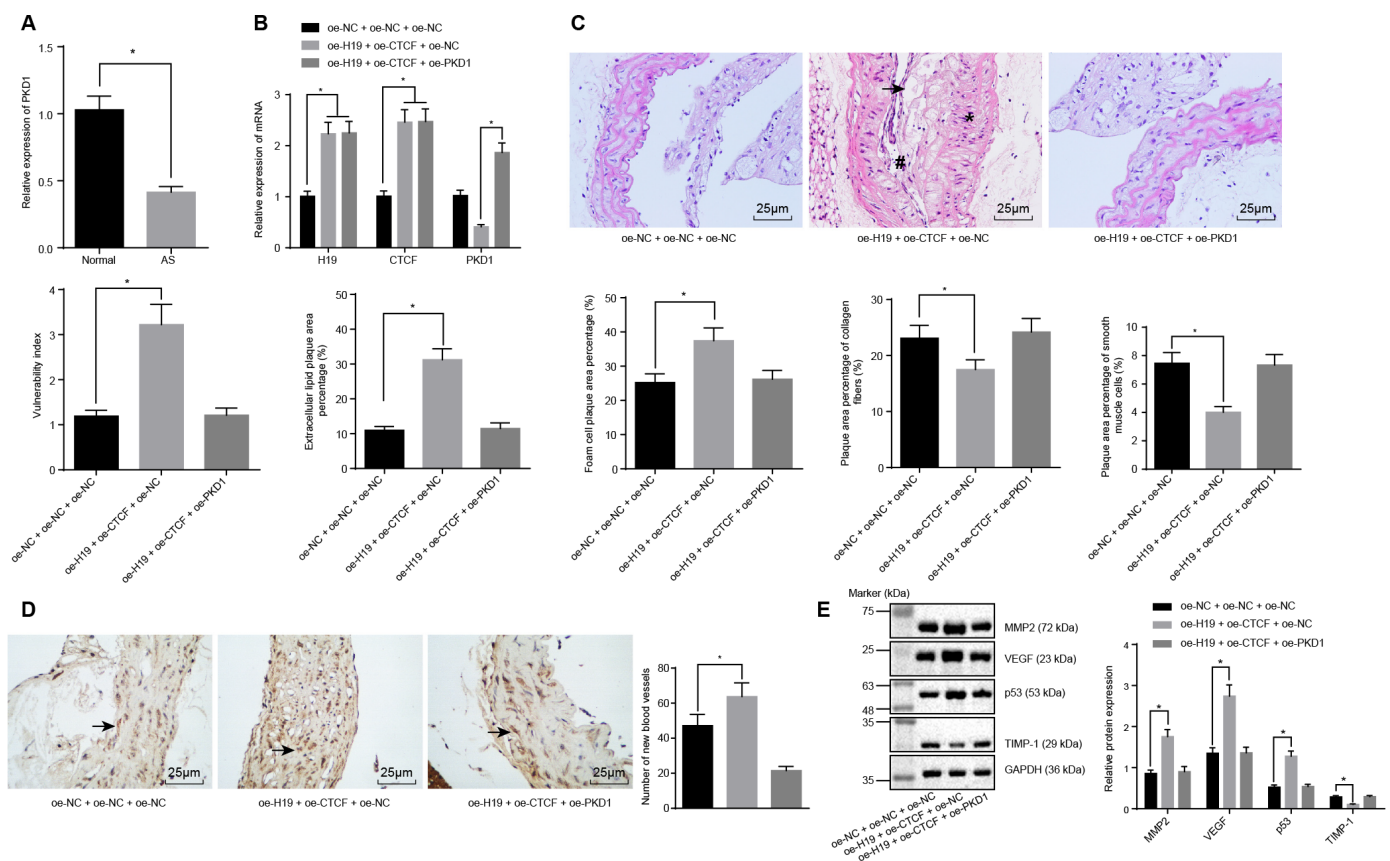 A
Relative expression of PKD1
1.5
1.0
0.5
0.0
*
Normal
AS
B
oe-NC + oe-NC + oe-NC
oe-H19 + oe-CTCF + oe-NC
oe-H19 + oe-CTCF + oe-PKD1
Relative expression of mRNA
4
3
2
1
0
*
*
*
H19
CTCF
PKD1
C
*
#
25µm
25µm
25µm
oe-NC + oe-NC + oe-NC
oe-H19 + oe-CTCF + oe-NC
oe-H19 + oe-CTCF + oe-PKD1
Vulnerability index
4
3
2
1
0
*
oe-NC + oe-NC + oe-NC
oe-H19 + oe-CTCF + oe-NC
oe-H19 + oe-CTCF + oe-PKD1
Extracellular lipid plaque area
percentage (%)
50
40
30
20
10
0
*
oe-NC + oe-NC + oe-NC
oe-H19 + oe-CTCF + oe-NC
oe-H19 + oe-CTCF + oe-PKD1
Foam cell plaque area percentage (%)
50
40
30
20
10
0
*
oe-NC + oe-NC + oe-NC
oe-H19 + oe-CTCF + oe-NC
oe-H19 + oe-CTCF + oe-PKD1
Plaque area percentage of collagen
fibers (%)
30
20
10
0
*
oe-NC + oe-NC + oe-NC
oe-H19 + oe-CTCF + oe-NC
oe-H19 + oe-CTCF + oe-PKD1
Plaque area percentage of smooth
muscle cells (%)
10
8
6
4
2
0
*
oe-NC + oe-NC + oe-NC
oe-H19 + oe-CTCF + oe-NC
oe-H19 + oe-CTCF + oe-PKD1
D
25µm
25µm
25µm
oe-NC + oe-NC + oe-NC
oe-H19 + oe-CTCF + oe-NC
oe-H19 + oe-CTCF + oe-PKD1
Number of new blood vessels
80
60
40
20
0
*
E
Marker (kDa)
75
MMP2 (72 kDa)
25
VEGF (23 kDa)
63
48
p53 (53 kDa)
35
TIMP-1 (29 kDa)
35
GAPDH (36 kDa)
oe-NC + oe-NC + oe-NC
oe-H19 + oe-CTCF + oe-NC
oe-H19 + oe-CTCF + oe-PKD1
oe-NC + oe-NC + oe-NC
oe-H19 + oe-CTCF + oe-NC
oe-H19 + oe-CTCF + oe-PKD1
Relative protein expression
4
3
2
1
0
*
*
*
*
MMP2
VEGF
p53
TIMP-1